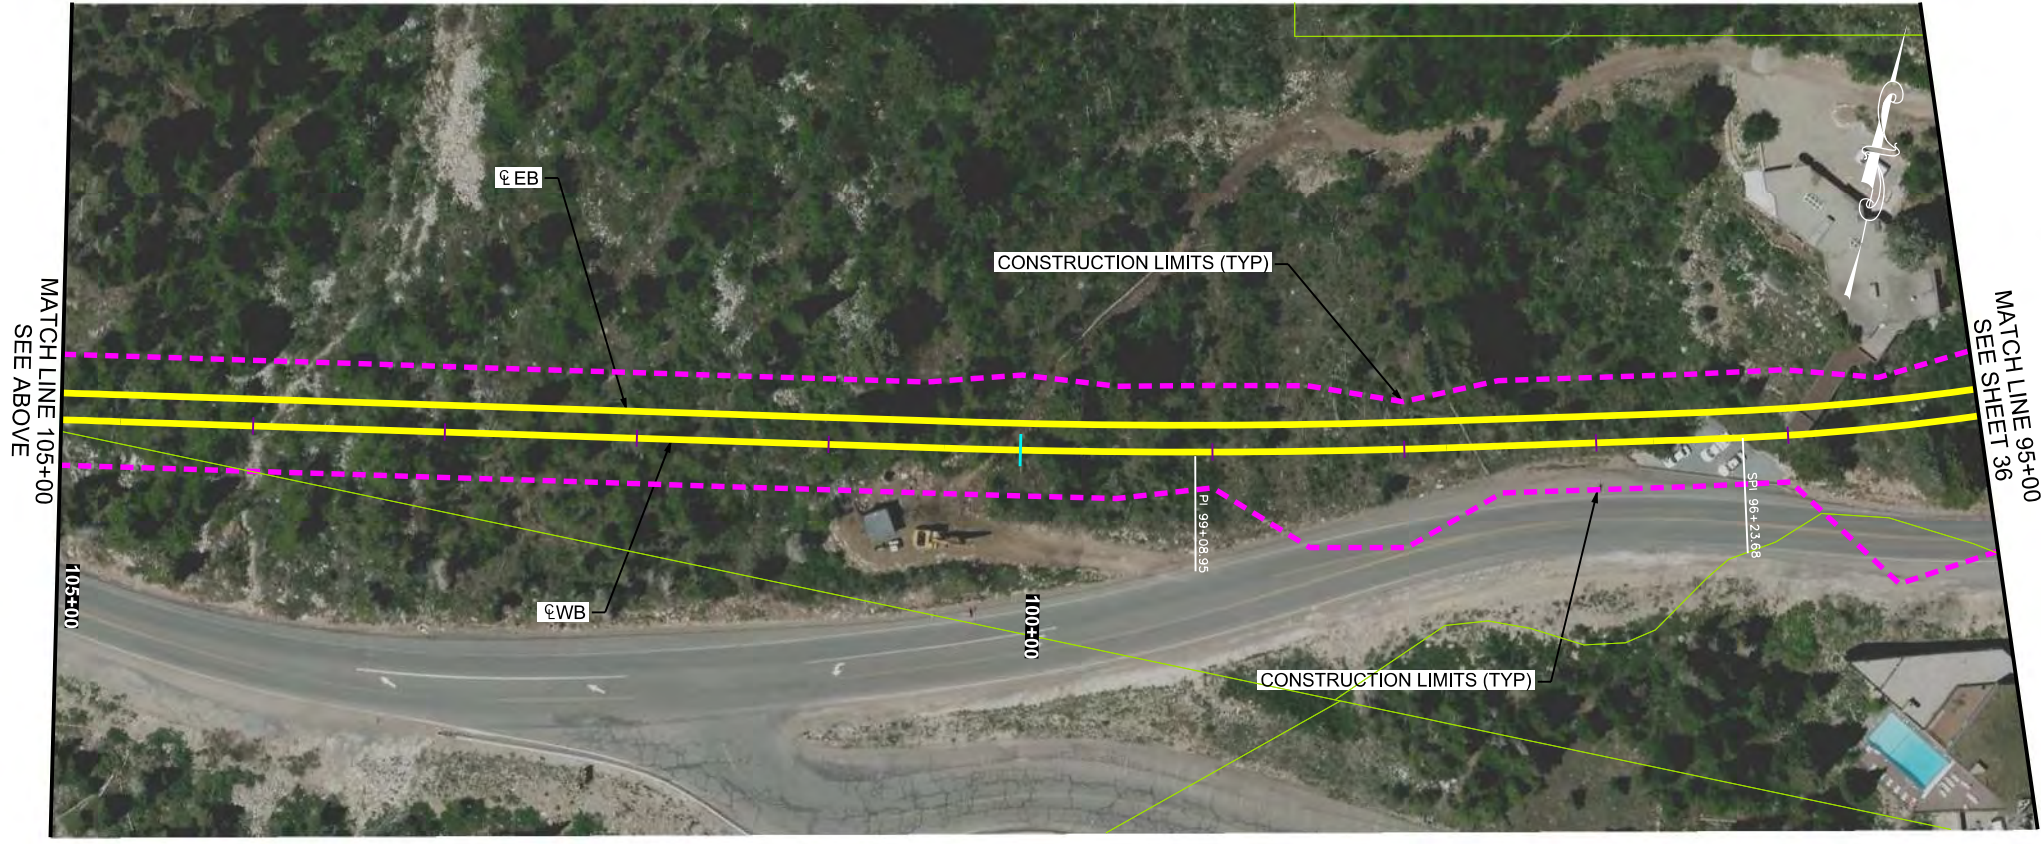 ℄ EB
CONSTRUCTION LIMITS (TYP)
MATCH LINE 105+00
SEE ABOVE
MATCH LINE 95+00
SEE SHEET 36
PI 99+08.95
SPI 96+23.68
105+00
100+00
℄ WB
CONSTRUCTION LIMITS (TYP)